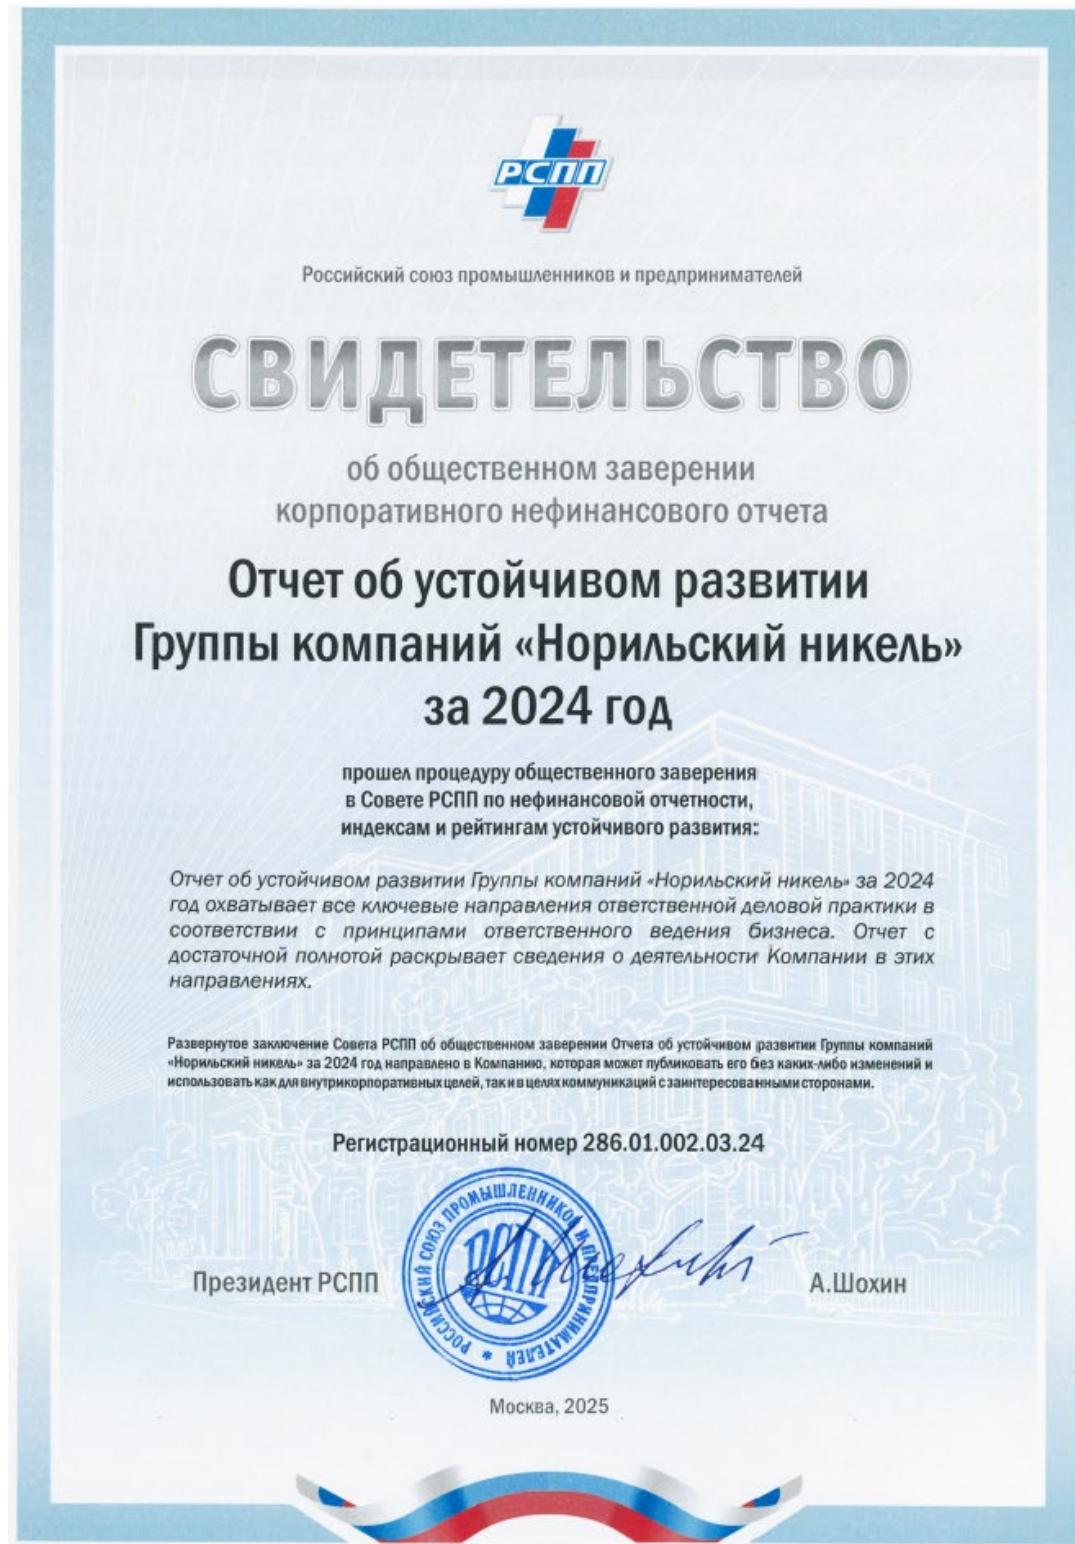 РСПП
Российский союз промышленников и предпринимателей
СВИДЕТЕЛЬСТВО
об общественном заверении
корпоративного нефинансового отчета
Отчет об устойчивом развитии
Группы компаний «Норильский никель»
за 2024 год
прошел процедуру общественного заверения
в Совете РСПП по нефинансовой отчетности,
индексам и рейтингам устойчивого развития:
Отчет об устойчивом развитии Группы компаний «Норильский никель» за 2024
год охватывает все ключевые направления ответственной деловой практики в
соответствии с принципами ответственного ведения бизнеса. Отчет с
достаточной полнотой раскрывает сведения о деятельности Компании в этих
направлениях.
Развернутое заключение Совета РСПП об общественном заверении Отчета об устойчивом развитии Группы компаний
«Норильский никель» за 2024 год направлено в Компанию, которая может публиковать его без каких-либо изменений и
использовать как для внутрикорпоративных целей, так и в целях коммуникаций с заинтересованными сторонами.
Регистрационный номер 286.01.002.03.24
РОССИЙСКИЙ СОЮЗ ПРОМЫШЛЕННИКОВ И ПРЕДПРИНИМАТЕЛЕЙ *
РСПП
Президент РСПП
А.Шохин
Москва, 2025